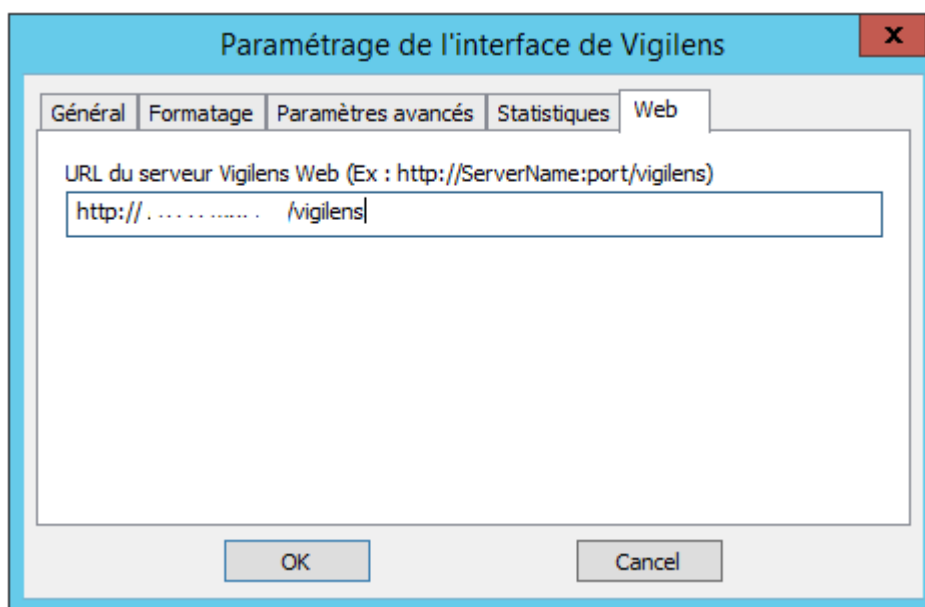 Paramétrage de l'interface de Vigilens
x
Général Formatage Paramètres avancés Statistiques Web
URL du serveur Vigilens Web (Ex : http://ServerName:port/vigilens)
http:// /vigilens
OK Cancel